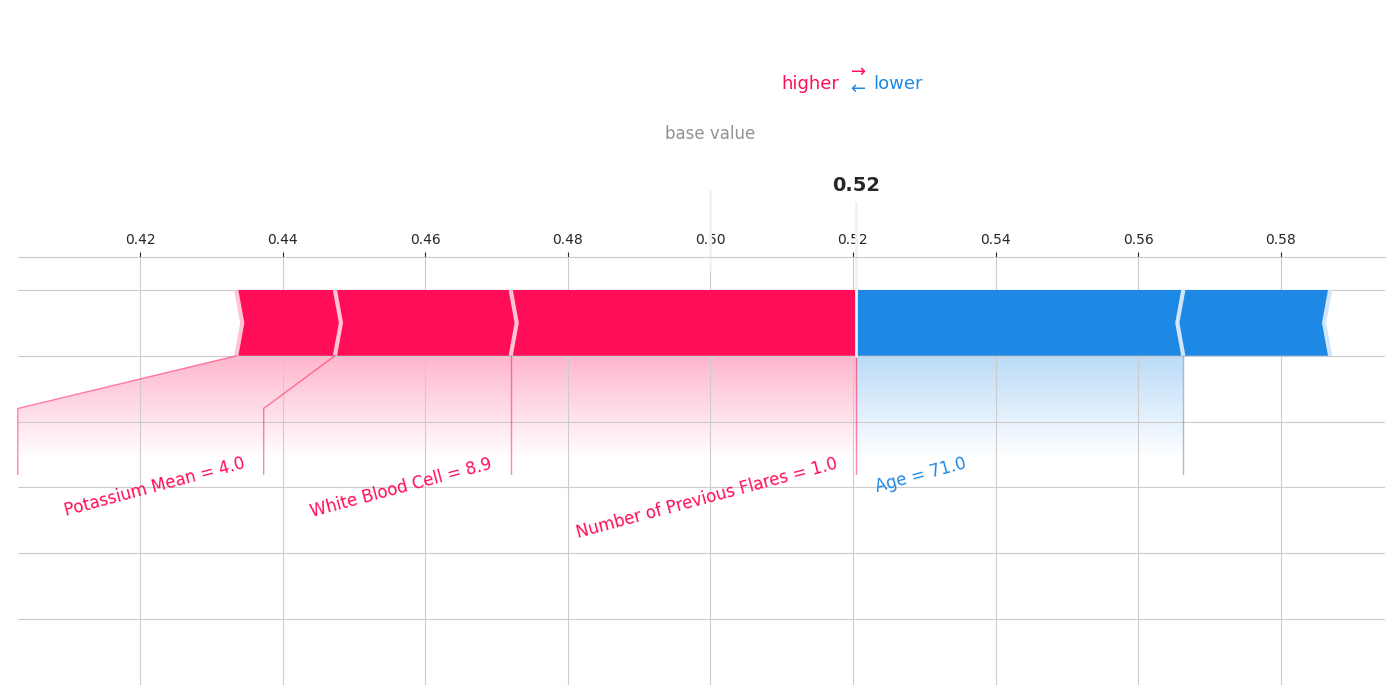 higher → ← lower
base value
0.52
0.42 0.44 0.46 0.48 0.50 0.52 0.54 0.56 0.58
Potassium Mean = 4.0
White Blood Cell = 8.9
Number of Previous Flares = 1.0
Age = 71.0